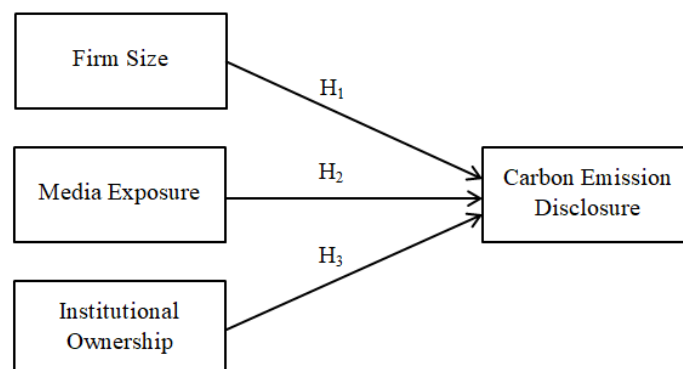 Firm Size
H₁
Media Exposure
H₂
Carbon Emission
Disclosure
H₃
Institutional
Ownership